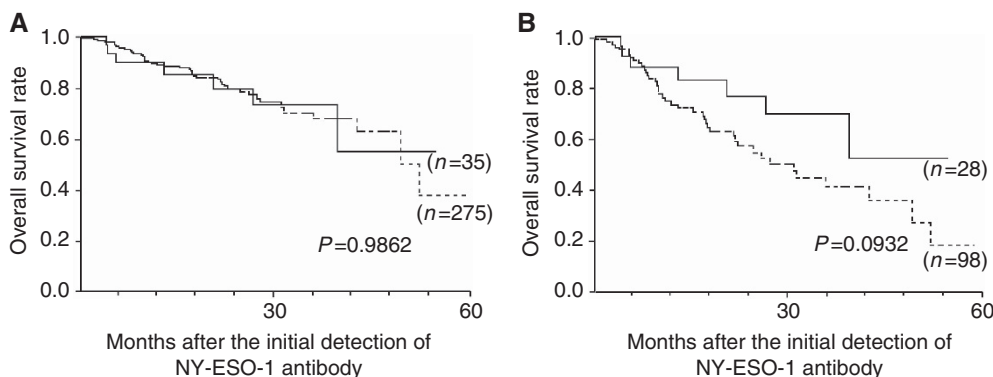 A
Overall survival rate
1.0
0.8
0.6
0.4
0.2
0.0
(n=35)
(n=275)
P=0.9862
30
60
Months after the initial detection of
NY-ESO-1 antibody
B
Overall survival rate
1.0
0.8
0.6
0.4
0.2
0.0
(n=28)
P=0.0932
(n=98)
30
60
Months after the initial detection of
NY-ESO-1 antibody